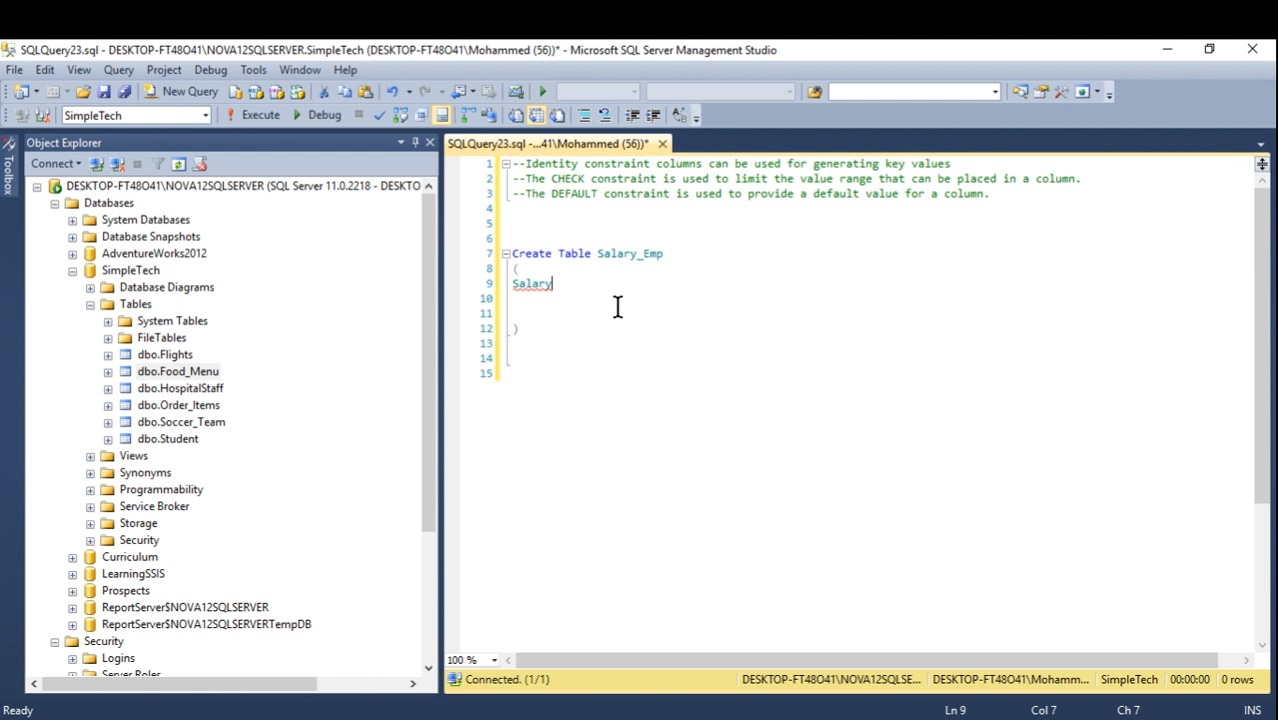 SQLQuery23.sql - DESKTOP-FT48O41\NOVA12SQLSERVER.SimpleTech (DESKTOP-FT48O41\Mohammed (56))* - Microsoft SQL Server Management Studio
File Edit View Query Project Debug Tools Window Help
New Query
SimpleTech Execute Debug
Toolbox
Object Explorer
Connect
DESKTOP-FT48O41\NOVA12SQLSERVER (SQL Server 11.0.2218 - DESKTO
Databases
System Databases
Database Snapshots
AdventureWorks2012
SimpleTech
Database Diagrams
Tables
System Tables
FileTables
dbo.Flights
dbo.Food_Menu
dbo.HospitalStaff
dbo.Order_Items
dbo.Soccer_Team
dbo.Student
Views
Synonyms
Programmability
Service Broker
Storage
Security
Curriculum
LearningSSIS
Prospects
ReportServer$NOVA12SQLSERVER
ReportServer$NOVA12SQLSERVERTempDB
Security
Logins
Server Roles
SQLQuery23.sql -...41\Mohammed (56))*
1 --Identity constraint columns can be used for generating key values
2 --The CHECK constraint is used to limit the value range that can be placed in a column.
3 --The DEFAULT constraint is used to provide a default value for a column.
4
5
6
7 Create Table Salary_Emp
8 (
9 Salary
10
11
12 )
13
14
15
100 %
Connected. (1/1) DESKTOP-FT48O41\NOVA12SQLSE... DESKTOP-FT48O41\Mohamm... SimpleTech 00:00:00 0 rows
Ready Ln 9 Col 7 Ch 7 INS